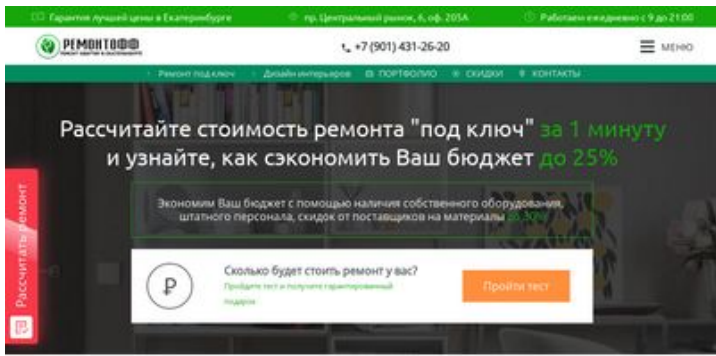 Гарантия лучшей цены в Екатеринбурге
пр. Центральный рынок, 6, оф. 205А
Работаем ежедневно с 9 до 21:00
РЕМОНТОФФ
+7 (901) 431-26-20
МЕНЮ
Ремонт под ключ
Дизайн интерьеров
ПОРТФОЛИО
СКИДКИ
КОНТАКТЫ
Рассчитайте стоимость ремонта "под ключ" за 1 минуту
и узнайте, как сэкономить Ваш бюджет до 25%
Экономим Ваш бюджет с помощью наличия собственного оборудования,
штатного персонала, скидок от поставщиков на материалы до 30%
Рассчитать ремонт
₽
Сколько будет стоить ремонт у вас?
Пройдите тест и получите гарантированный
подарок
Пройти тест